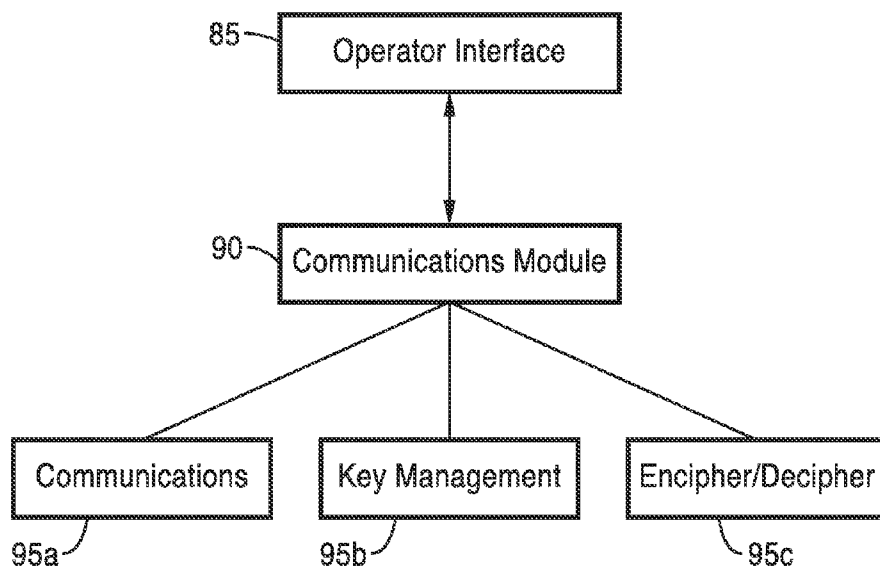 85
Operator Interface
90
Communications Module
Communications
Key Management
Encipher/Decipher
95a
95b
95c